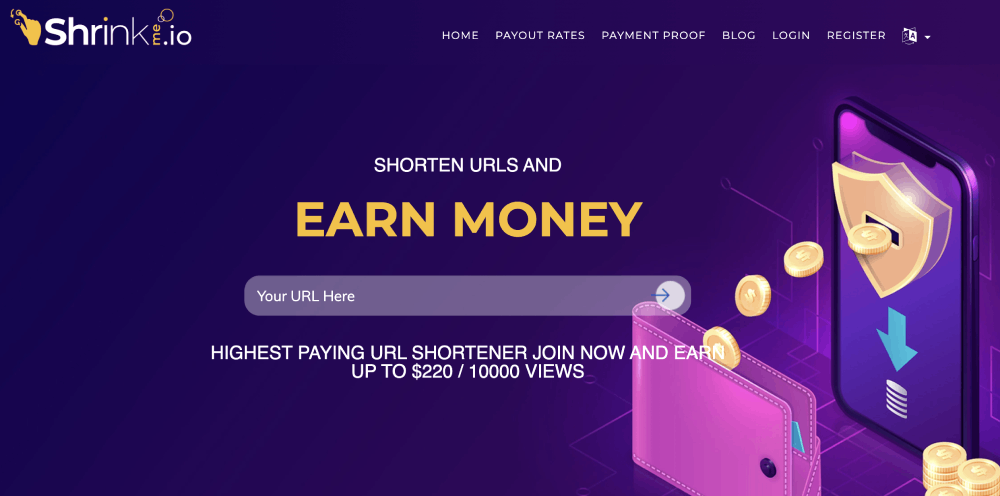 Shrinkme.io
HOME PAYOUT RATES PAYMENT PROOF BLOG LOGIN REGISTER
SHORTEN URLS AND
EARN MONEY
Your URL Here
HIGHEST PAYING URL SHORTENER JOIN NOW AND EARN
UP TO $220 / 10000 VIEWS